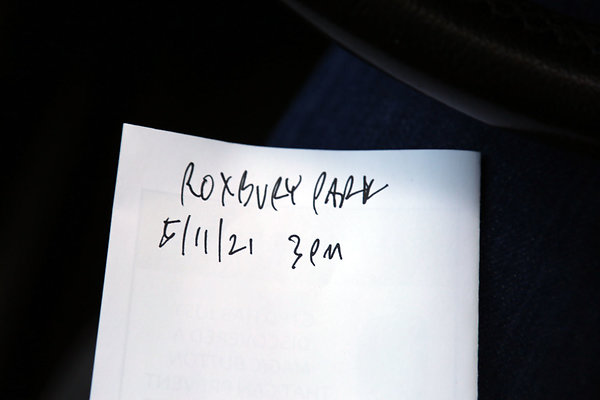 ROXBURY PARK
5/11/21 3PM